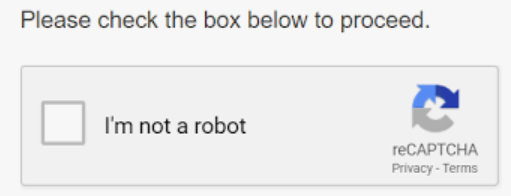 Please check the box below to proceed.
I'm not a robot
reCAPTCHA
Privacy - Terms